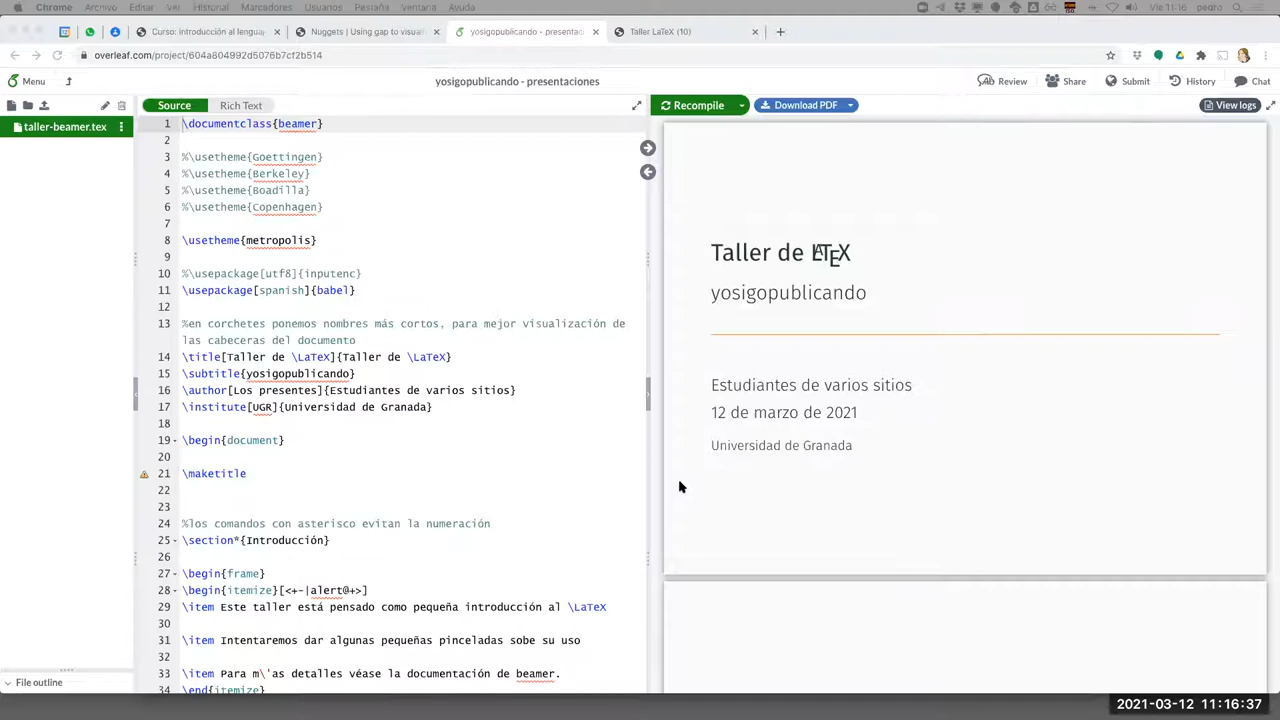 Chrome Archivo Editar Ver Historial Marcadores Usuarios Pestaña Ventana Ayuda Vie 11:16 pedro
Curso: introducción al lenguaj Nuggets | Using gap to visual yosigopublicando - presentac Taller LaTeX (10)
overleaf.com/project/604a804992d5076b7cf2b514
Menu yosigopublicando - presentaciones Review Share Submit History Chat
Source Rich Text Recompile Download PDF View logs
taller-beamer.tex
1 \documentclass{beamer}
2
3 %\usetheme{Goettingen}
4 %\usetheme{Berkeley}
5 %\usetheme{Boadilla}
6 %\usetheme{Copenhagen}
7
8 \usetheme{metropolis}
9
10 %\usepackage[utf8]{inputenc}
11 \usepackage[spanish]{babel}
12
13 %en corchetes ponemos nombres más cortos, para mejor visualización de
las cabeceras del documento
14 \title[Taller de \LaTeX]{Taller de \LaTeX}
15 \subtitle{yosigopublicando}
16 \author[Los presentes]{Estudiantes de varios sitios}
17 \institute[UGR]{Universidad de Granada}
18
19 \begin{document}
20
21 \maketitle
22
23
24 %los comandos con asterisco evitan la numeración
25 \section*{Introducción}
26
27 \begin{frame}
28 \begin{itemize}[<+-|alert@+>]
29 \item Este taller está pensado como pequeña introducción al \LaTeX
30
31 \item Intentaremos dar algunas pequeñas pinceladas sobe su uso
32
33 \item Para m\'as detalles véase la documentación de beamer.
34 \end{itemize}
File outline
Taller de LATEX
yosigopublicando
Estudiantes de varios sitios
12 de marzo de 2021
Universidad de Granada
2021-03-12 11:16:37